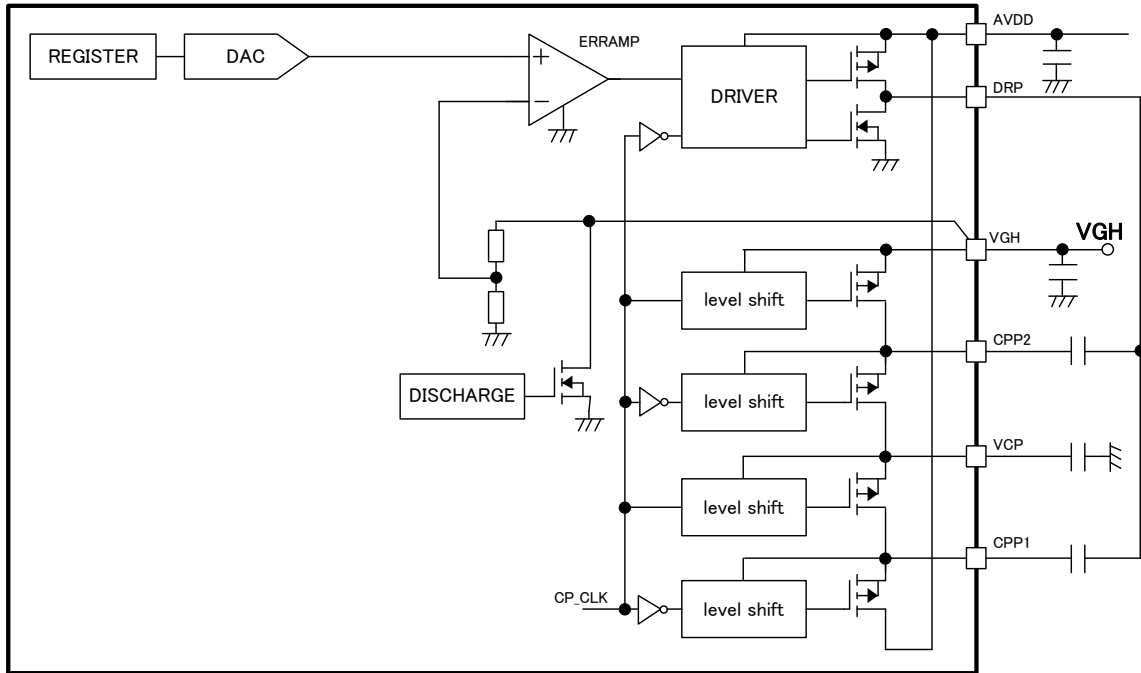 AVDD
REGISTER
DAC
ERRAMP
+
−
DRIVER
DRP
VGH
VGH
level shift
CPP2
DISCHARGE
level shift
VCP
level shift
CPP1
CP_CLK
level shift